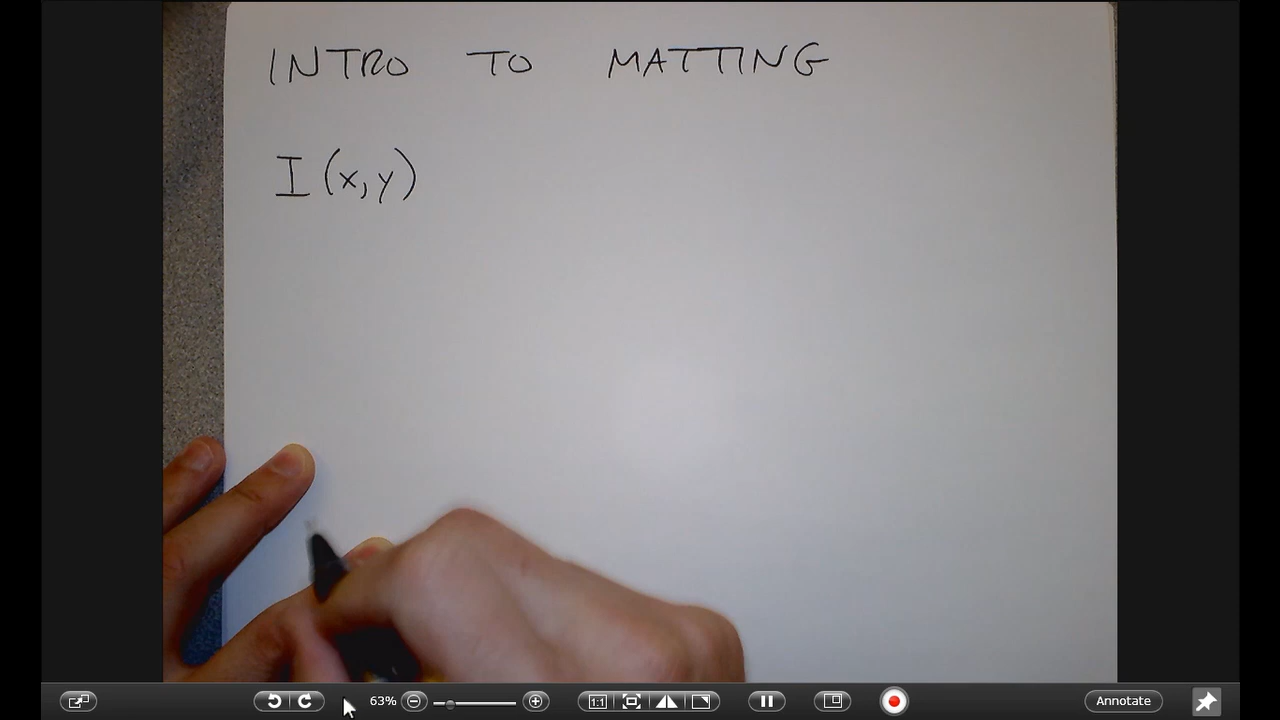 INTRO TO MATTING
I(x,y)
63%
1:1
Annotate